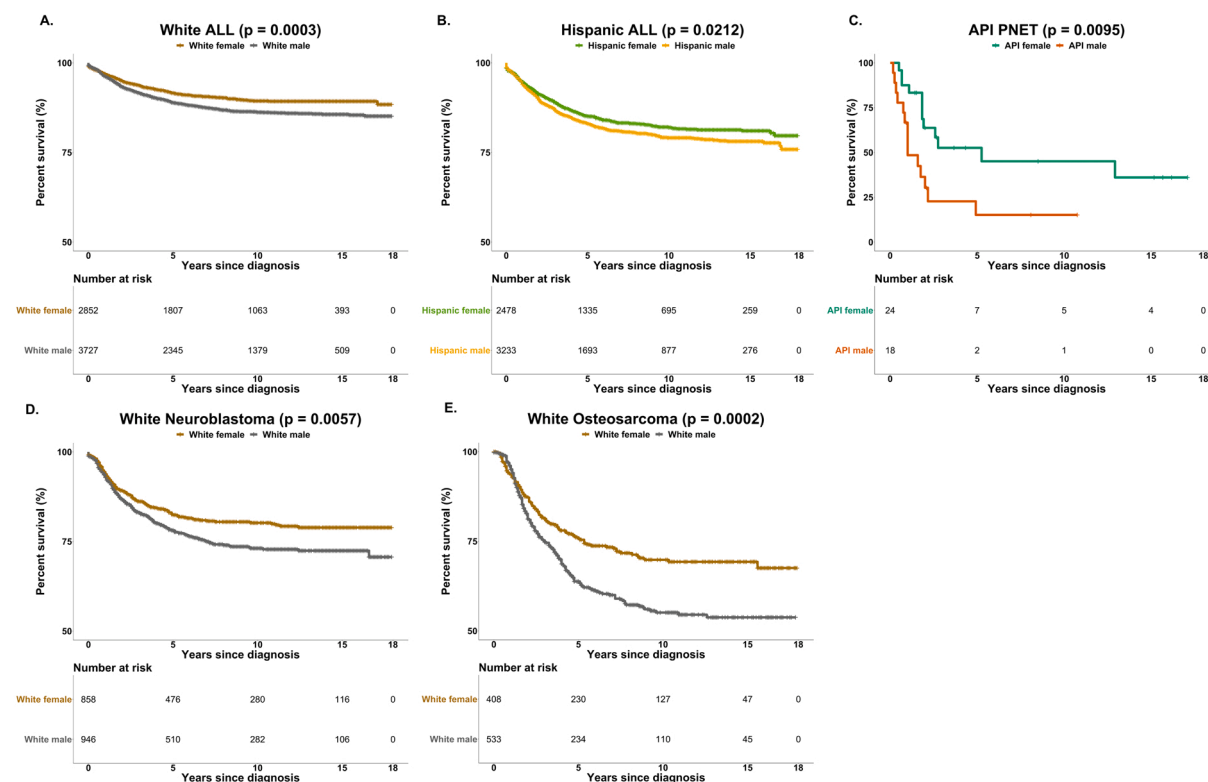 A.
White ALL (p = 0.0003)
White female White male
Percent survival (%)
100
75
50
0 5 10 15 18
Years since diagnosis
Number at risk
White female 2852 1807 1063 393 0
White male 3727 2345 1379 509 0
0 5 10 15 18
Years since diagnosis
B.
Hispanic ALL (p = 0.0212)
Hispanic female Hispanic male
Percent survival (%)
100
75
50
0 5 10 15 18
Years since diagnosis
Number at risk
Hispanic female 2478 1335 695 259 0
Hispanic male 3233 1693 877 276 0
0 5 10 15 18
Years since diagnosis
C.
API PNET (p = 0.0095)
API female API male
Percent survival (%)
100
75
50
25
0
0 5 10 15 18
Years since diagnosis
Number at risk
API female 24 7 5 4 0
API male 18 2 1 0 0
0 5 10 15 18
Years since diagnosis
D.
White Neuroblastoma (p = 0.0057)
White female White male
Percent survival (%)
100
75
50
0 5 10 15 18
Years since diagnosis
Number at risk
White female 858 476 280 116 0
White male 946 510 282 106 0
0 5 10 15 18
Years since diagnosis
E.
White Osteosarcoma (p = 0.0002)
White female White male
Percent survival (%)
100
75
50
0 5 10 15 18
Years since diagnosis
Number at risk
White female 408 230 127 47 0
White male 533 234 110 45 0
0 5 10 15 18
Years since diagnosis